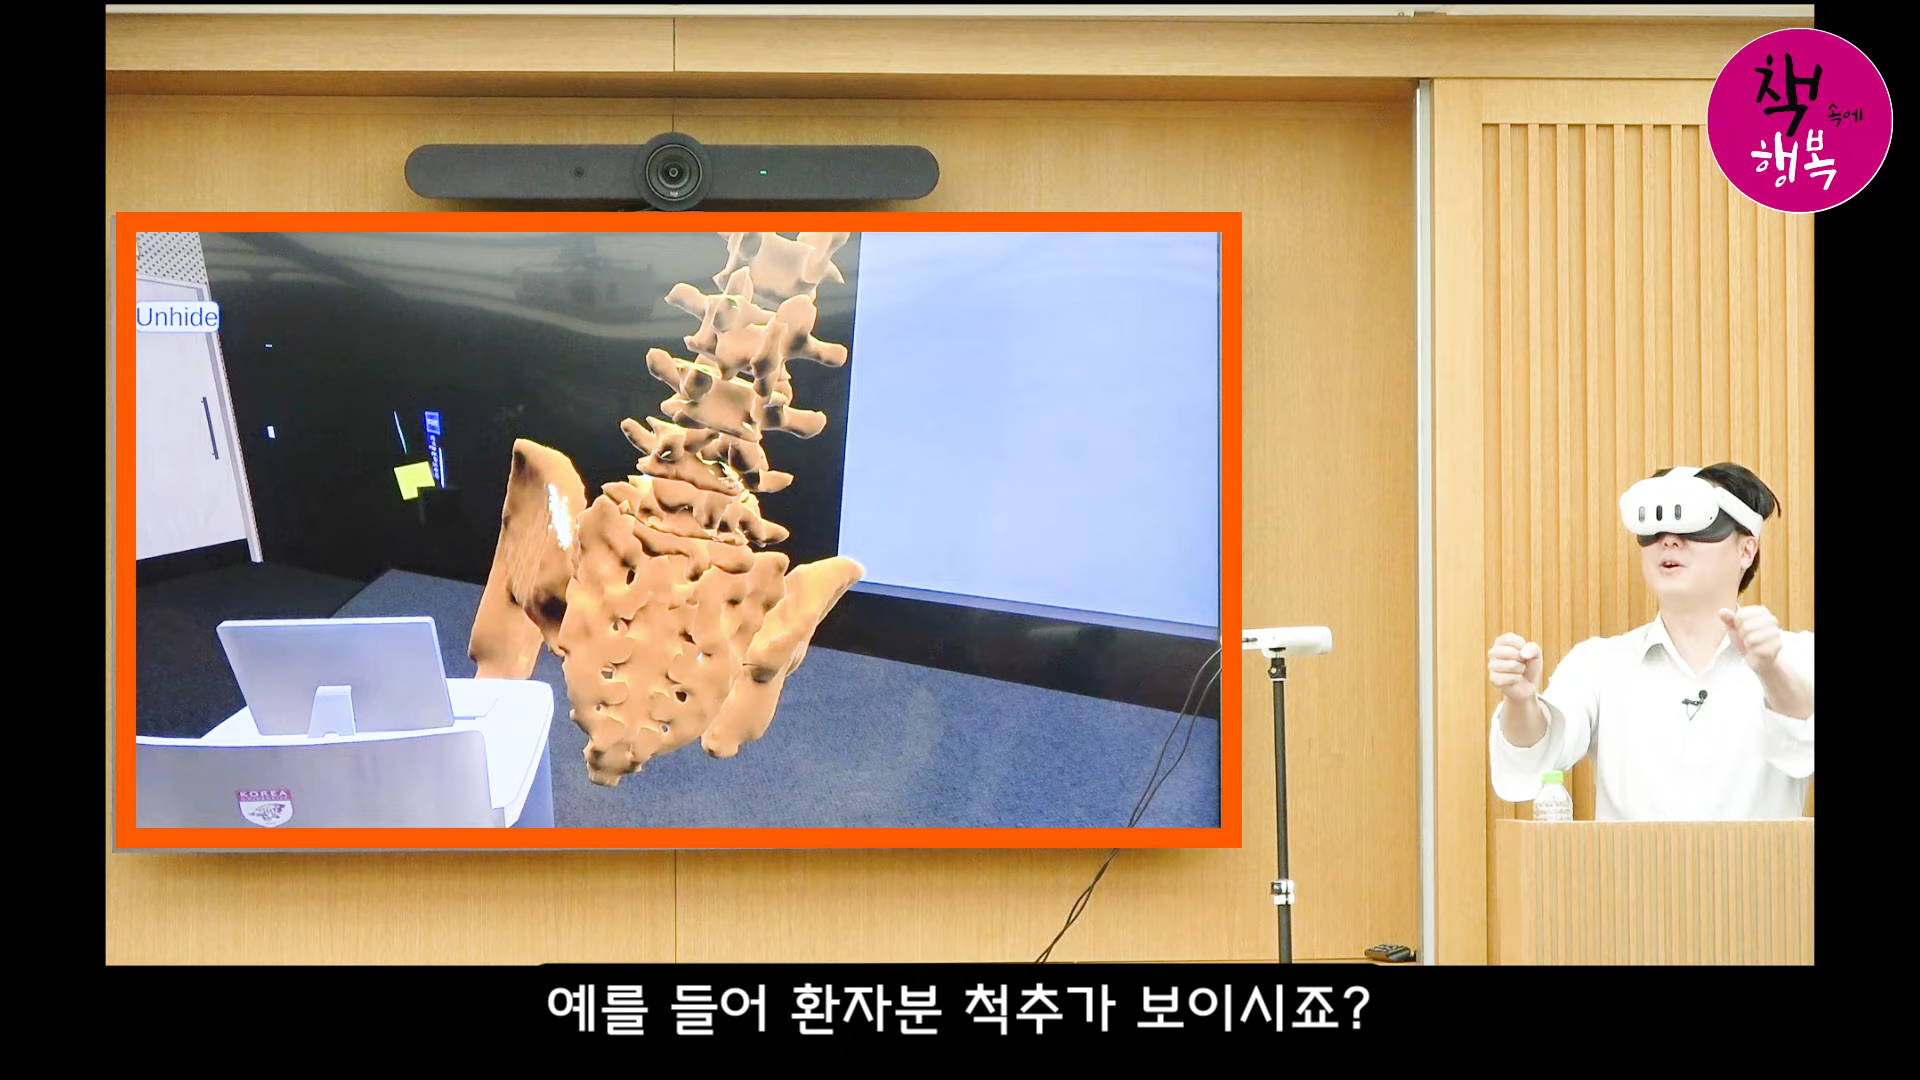 책
속에
행복
Unhide
KOREA
예를 들어 환자분 척추가 보이시죠?